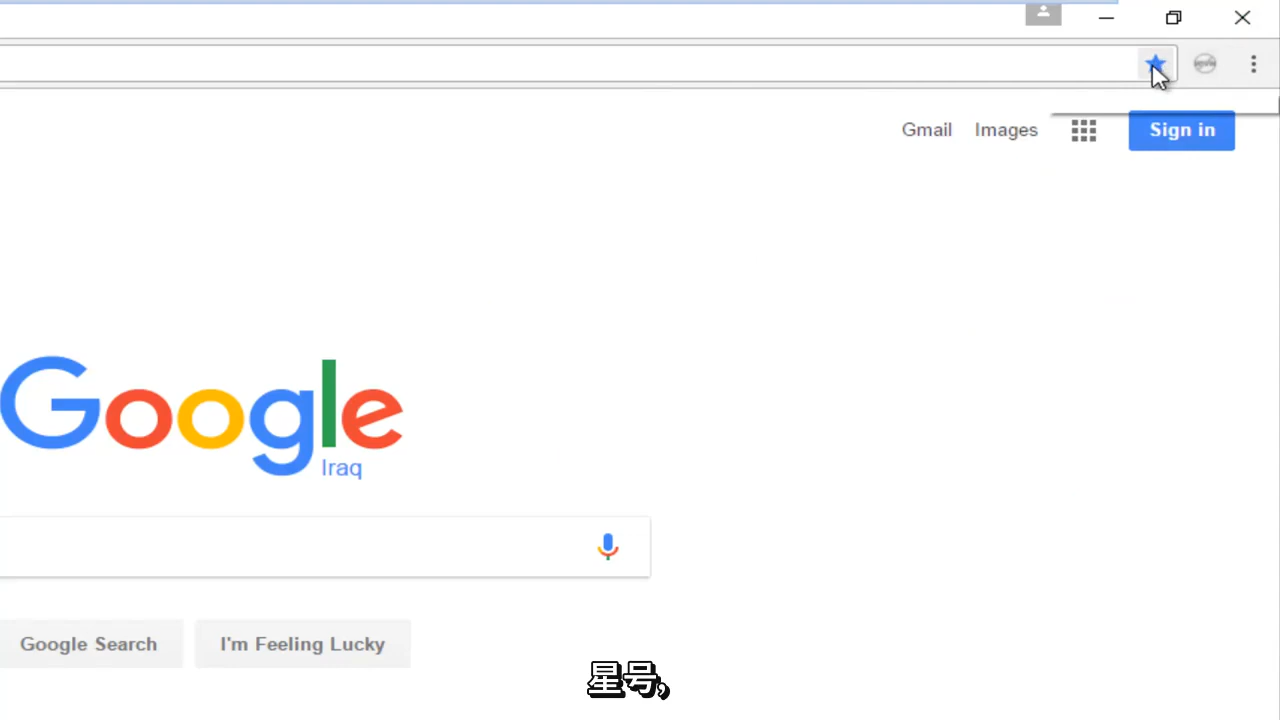 Gmail Images Sign in
Google
Iraq
Google Search I'm Feeling Lucky
星号,